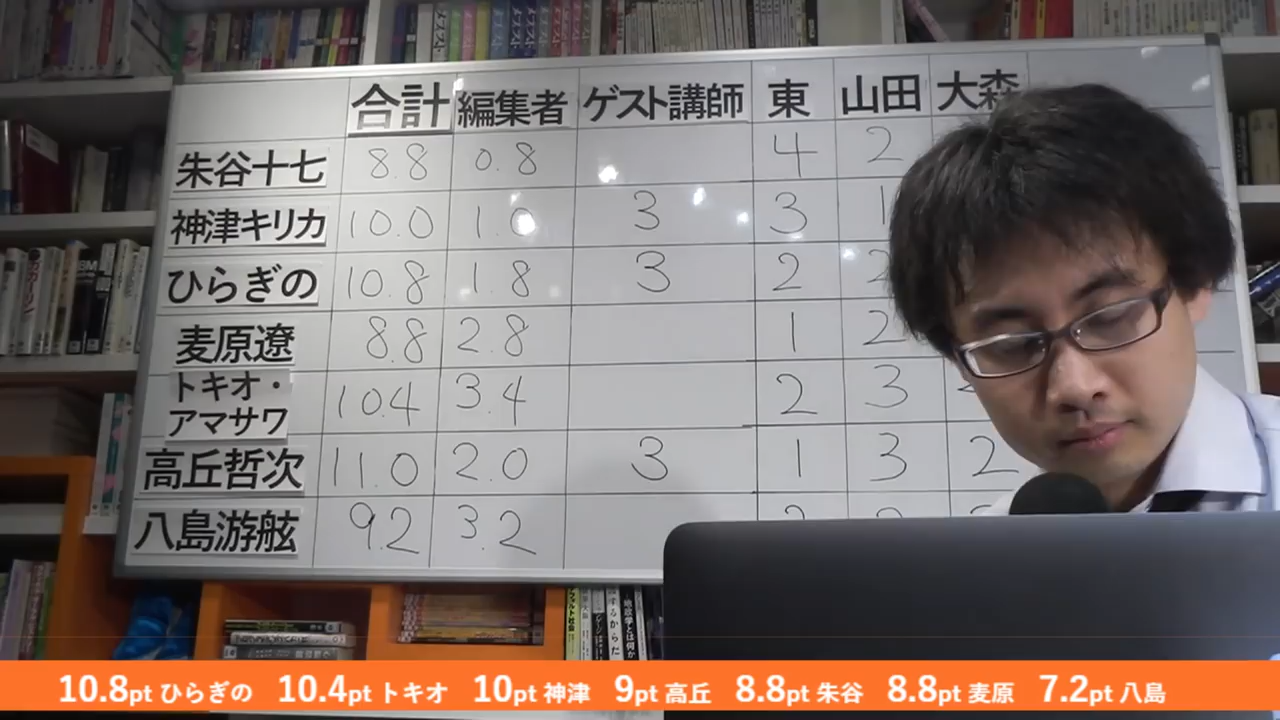 合計 編集者 ゲスト講師 東 山田 大森
朱谷十七 8.8 0.8 4 2
神津キリカ 10.0 1.0 3 3 1
ひらぎの 10.8 1.8 3 2 2
麦原遼 8.8 2.8 1 2
トキオ・
アマサワ 10.4 3.4 2 3
高丘哲次 11.0 2.0 3 1 3 2
八島游舷 9.2 3.2
10.8pt ひらぎの 10.4pt トキオ 10pt 神津 9pt 高丘 8.8pt 朱谷 8.8pt 麦原 7.2pt 八島